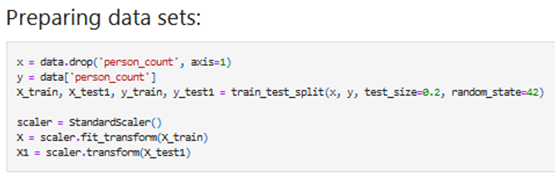 Preparing data sets:
x = data.drop('person_count', axis=1)
y = data['person_count']
X_train, X_test1, y_train, y_test1 = train_test_split(x, y, test_size=0.2, random_state=42)
scaler = StandardScaler()
X = scaler.fit_transform(X_train)
X1 = scaler.transform(X_test1)